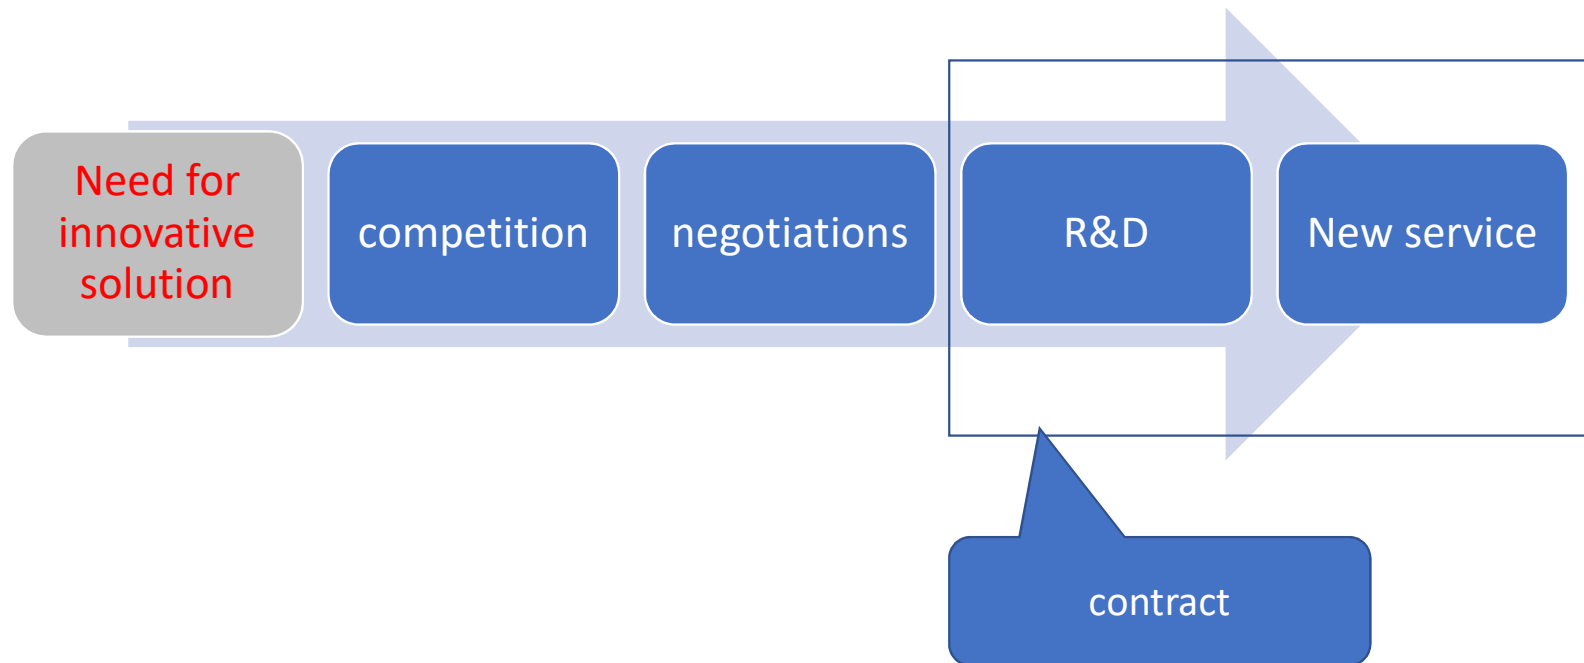 Need for
innovative
solution
competition
negotiations
R&D
New service
contract